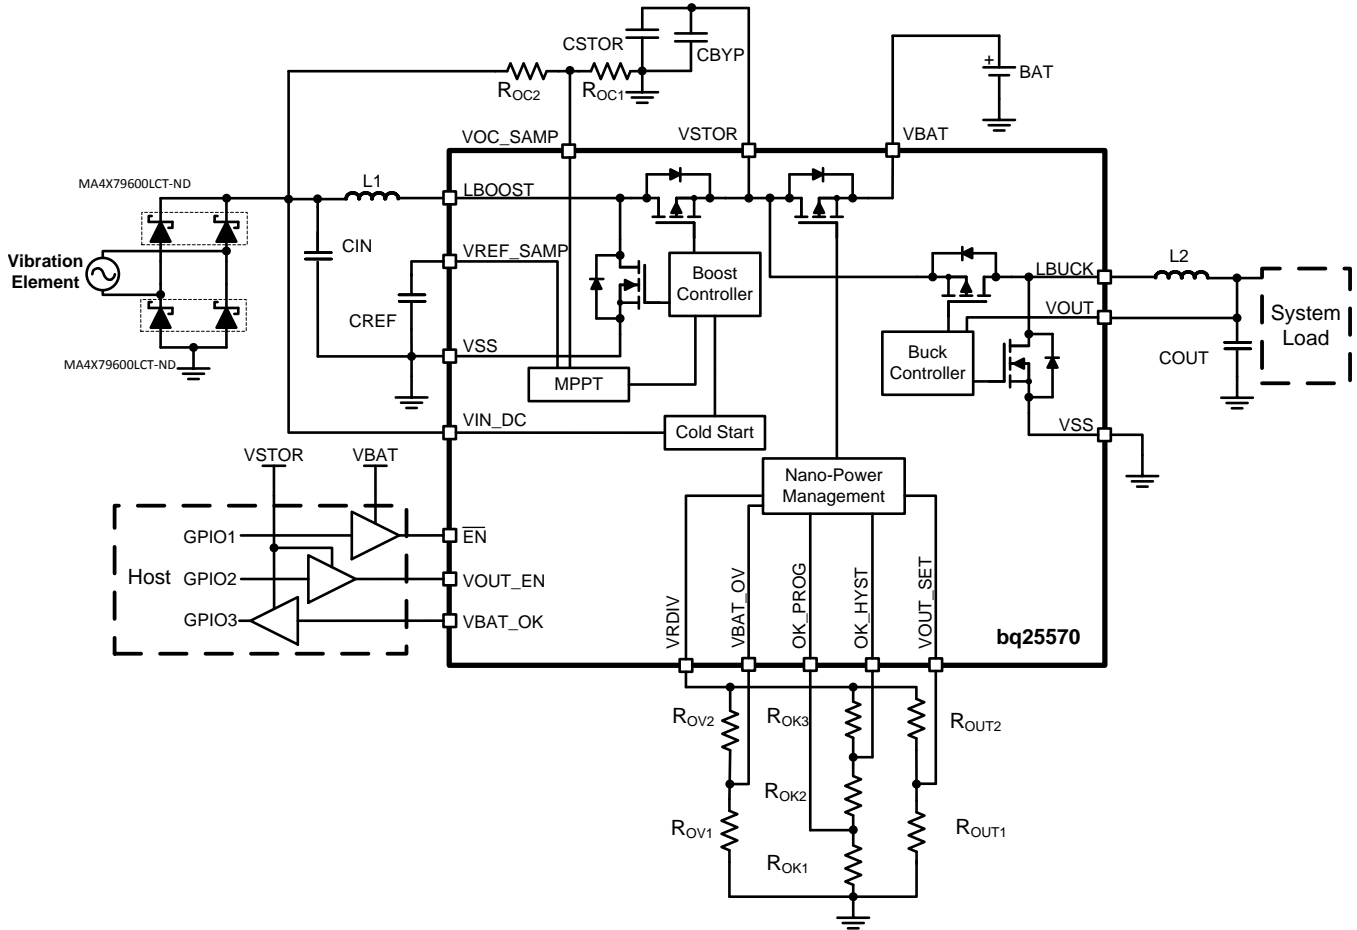 CSTOR
CBYP
ROC2
ROC1
+
BAT
VOC_SAMP
VSTOR
VBAT
MA4X79600LCT-ND
L1
LBOOST
CIN
VREF_SAMP
Vibration
Element
Boost
Controller
LBUCK
L2
CREF
VOUT
System
Load
VSS
Buck
Controller
COUT
MA4X79600LCT-ND
MPPT
VIN_DC
Cold Start
VSS
VSTOR
VBAT
Nano-Power
Management
GPIO1
EN
Host
GPIO2
VOUT_EN
GPIO3
VBAT_OK
VRDIV
VBAT_OV
OK_PROG
OK_HYST
VOUT_SET
bq25570
ROV2
ROK3
ROUT2
ROK2
ROV1
ROUT1
ROK1